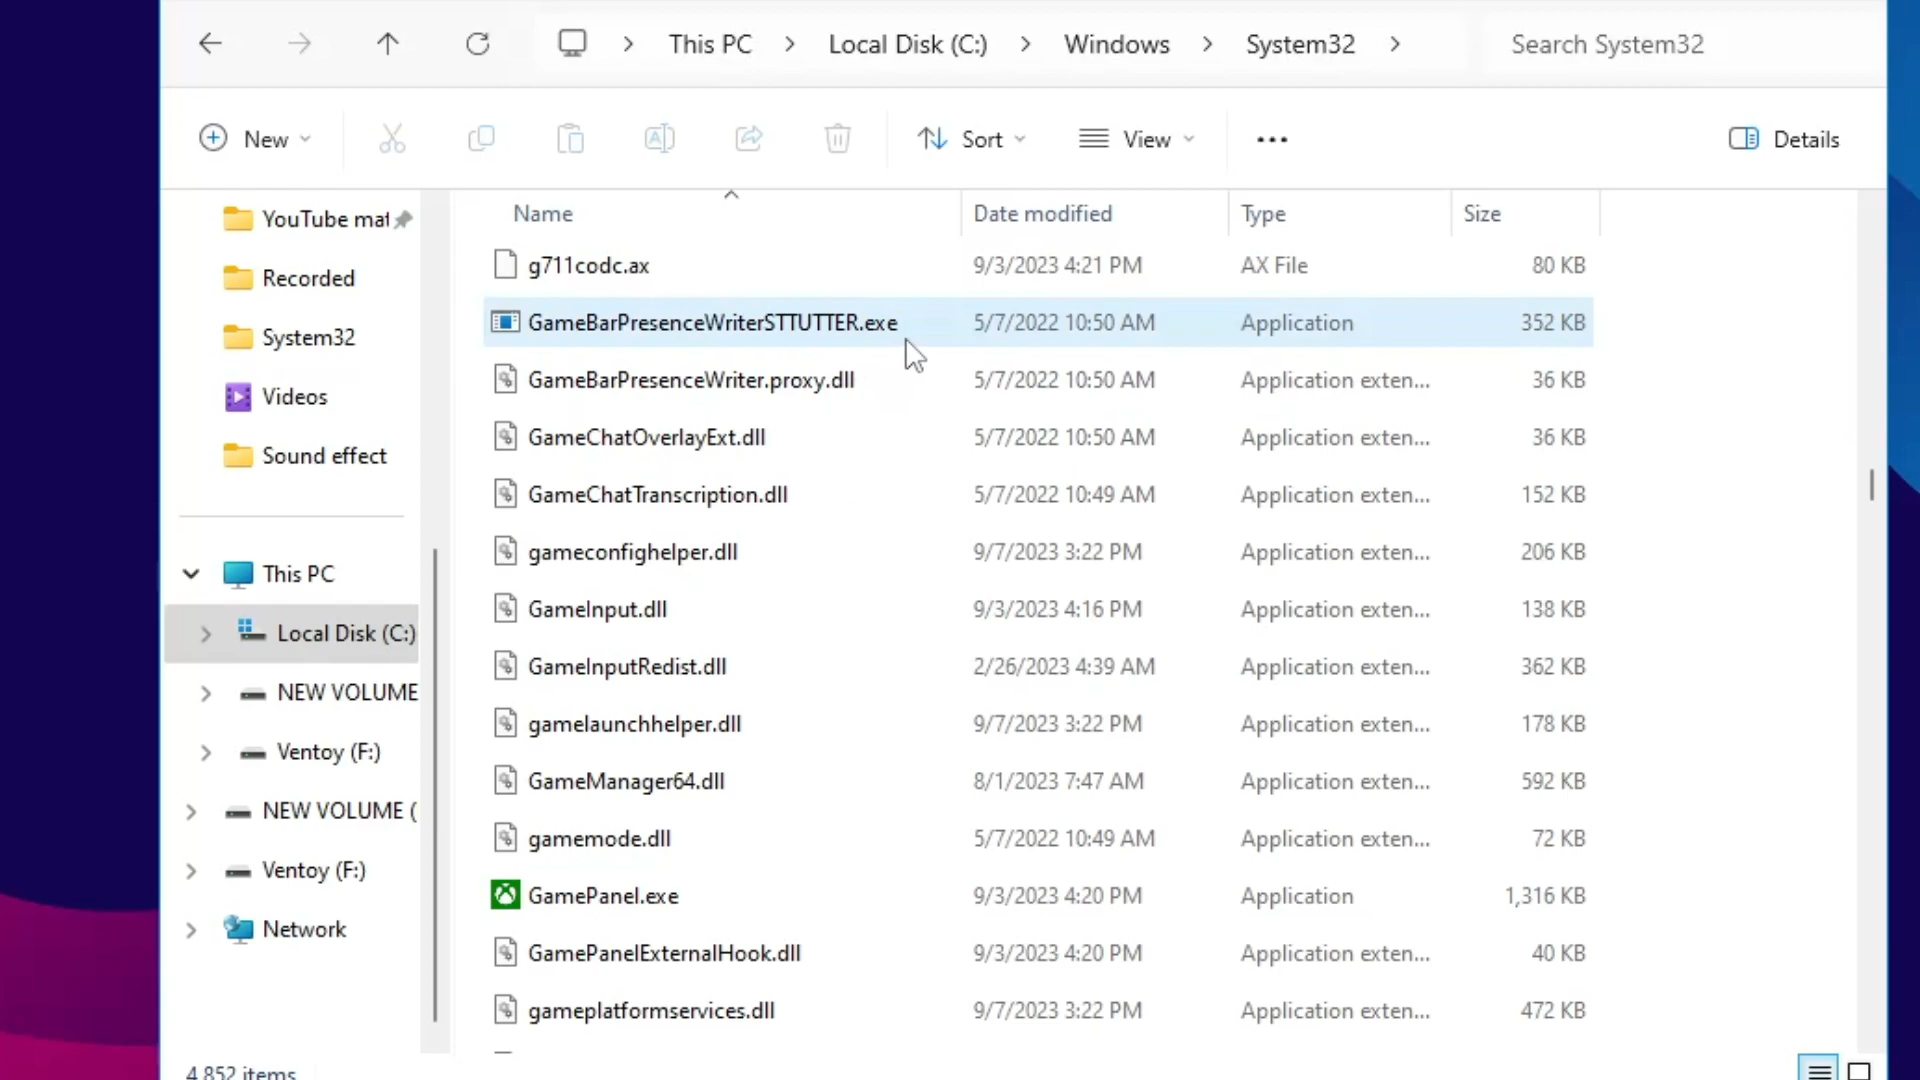 This PC > Local Disk (C:) > Windows > System32 >
Search System32
New
Sort
View
Details
YouTube mat
Recorded
System32
Videos
Sound effect
This PC
Local Disk (C:)
NEW VOLUME
Ventoy (F:)
NEW VOLUME (
Ventoy (F:)
Network
Name Date modified Type Size
g711codc.ax 9/3/2023 4:21 PM AX File 80 KB
GameBarPresenceWriterSTTUTTER.exe 5/7/2022 10:50 AM Application 352 KB
GameBarPresenceWriter.proxy.dll 5/7/2022 10:50 AM Application exten... 36 KB
GameChatOverlayExt.dll 5/7/2022 10:50 AM Application exten... 36 KB
GameChatTranscription.dll 5/7/2022 10:49 AM Application exten... 152 KB
gameconfighelper.dll 9/7/2023 3:22 PM Application exten... 206 KB
GameInput.dll 9/3/2023 4:16 PM Application exten... 138 KB
GameInputRedist.dll 2/26/2023 4:39 AM Application exten... 362 KB
gamelaunchhelper.dll 9/7/2023 3:22 PM Application exten... 178 KB
GameManager64.dll 8/1/2023 7:47 AM Application exten... 592 KB
gamemode.dll 5/7/2022 10:49 AM Application exten... 72 KB
GamePanel.exe 9/3/2023 4:20 PM Application 1,316 KB
GamePanelExternalHook.dll 9/3/2023 4:20 PM Application exten... 40 KB
gameplatformservices.dll 9/7/2023 3:22 PM Application exten... 472 KB
4,852 items